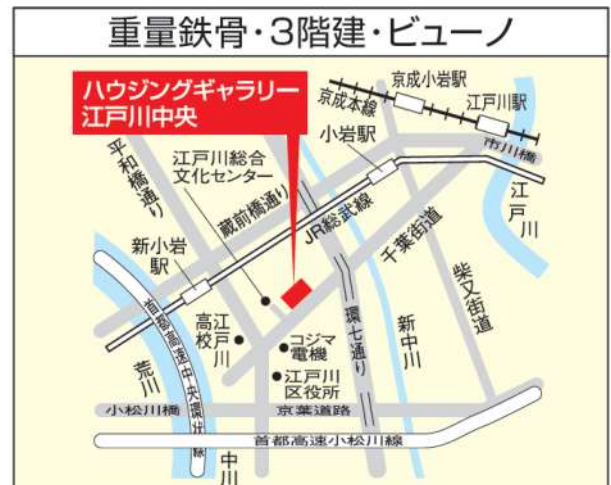 重量鉄骨・3階建・ビューノ
ハウジングギャラリー
江戸川中央
京成小岩駅
京成本線
江戸川駅
市川橋
江戸川
小岩駅
平和橋通り
江戸川総合
文化センター
蔵前橋通り
JR総武線
千葉街道
柴又街道
新小岩
駅
首都高速中央環状線
江戸川
高校
コジマ
電機
環七通り
新中川
荒川
江戸川
区役所
小松川橋
京葉道路
首都高速小松川線
中川